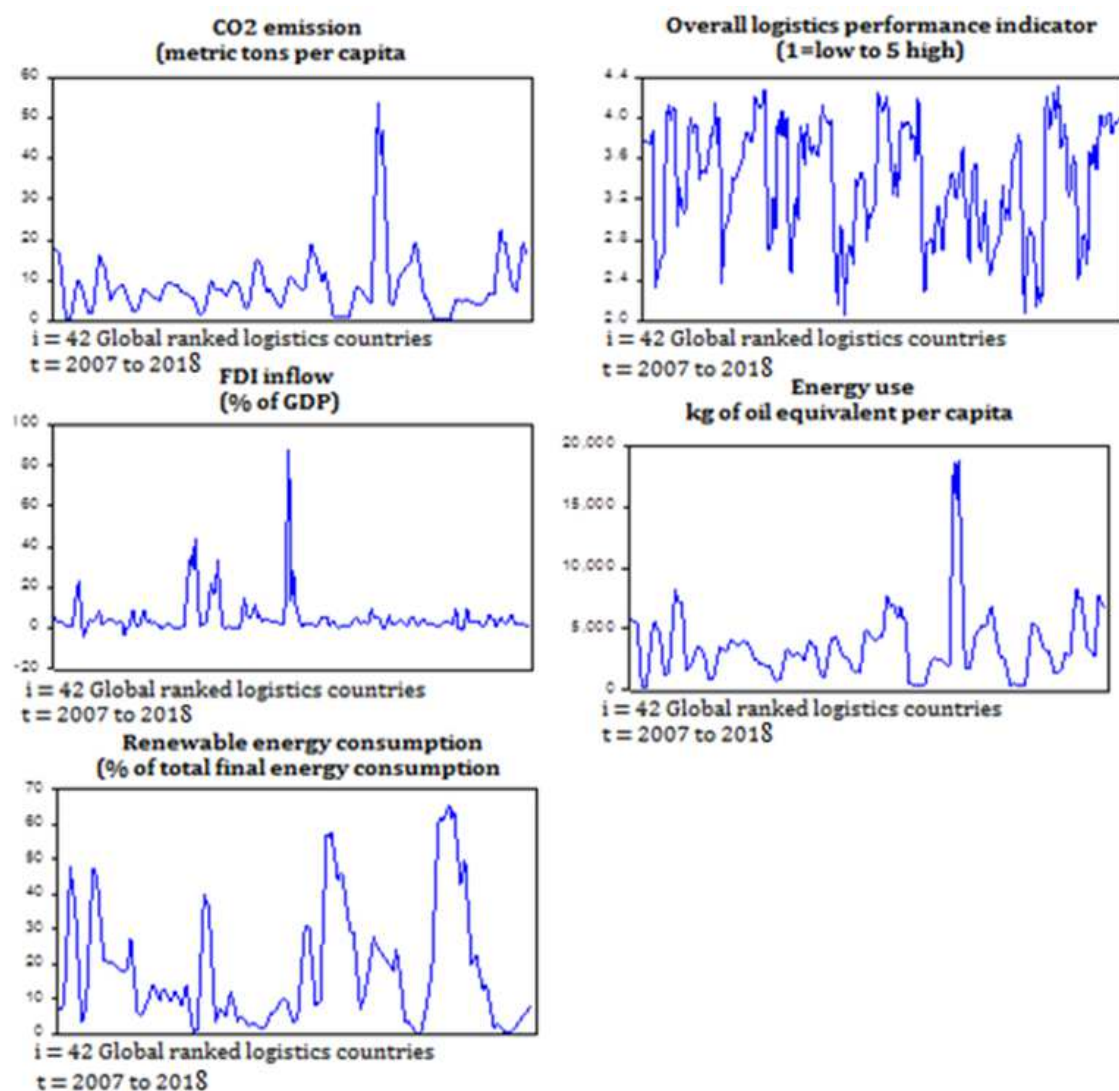 CO2 emission
(metric tons per capita
60
50
40
30
20
10
0
i = 42 Global ranked logistics countries
t = 2007 to 2018
Overall logistics performance indicator
(1=low to 5 high)
4.4
4.0
3.6
3.2
2.8
2.4
2.0
i = 42 Global ranked logistics countries
t = 2007 to 2018
FDI inflow
(% of GDP)
100
80
60
40
20
0
-20
i = 42 Global ranked logistics countries
t = 2007 to 2018
Energy use
kg of oil equivalent per capita
20,000
15,000
10,000
5,000
0
i = 42 Global ranked logistics countries
t = 2007 to 2018
Renewable energy consumption
(% of total final energy consumption
70
60
50
40
30
20
10
0
i = 42 Global ranked logistics countries
t = 2007 to 2018